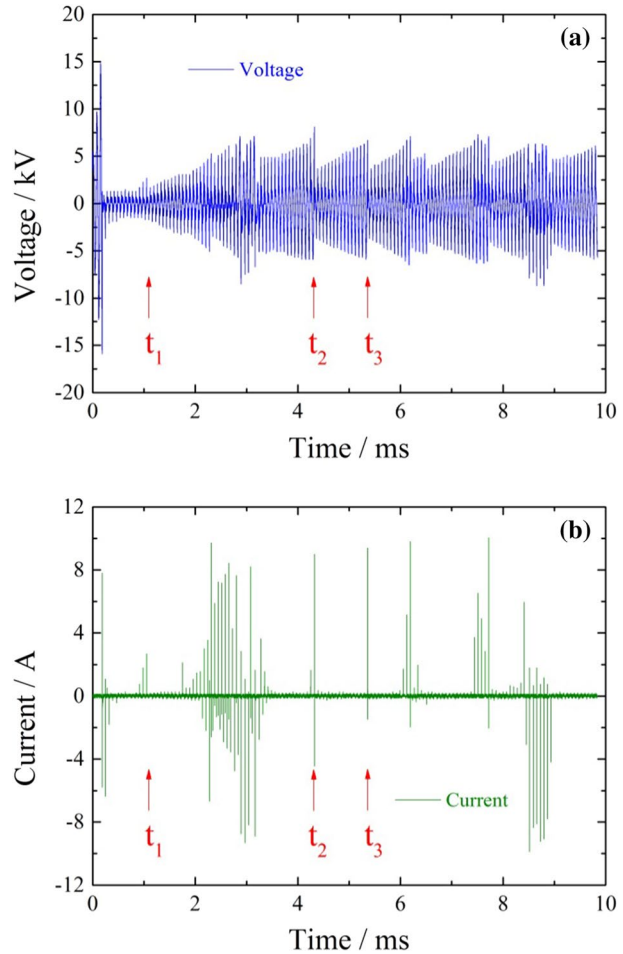 (a)
Voltage
20
15
10
5
0
-5
-10
-15
-20
Voltage / kV
t1
t2
t3
0 2 4 6 8 10
Time / ms
(b)
12
8
4
0
-4
-8
-12
Current / A
Current
t1
t2
t3
0 2 4 6 8 10
Time / ms